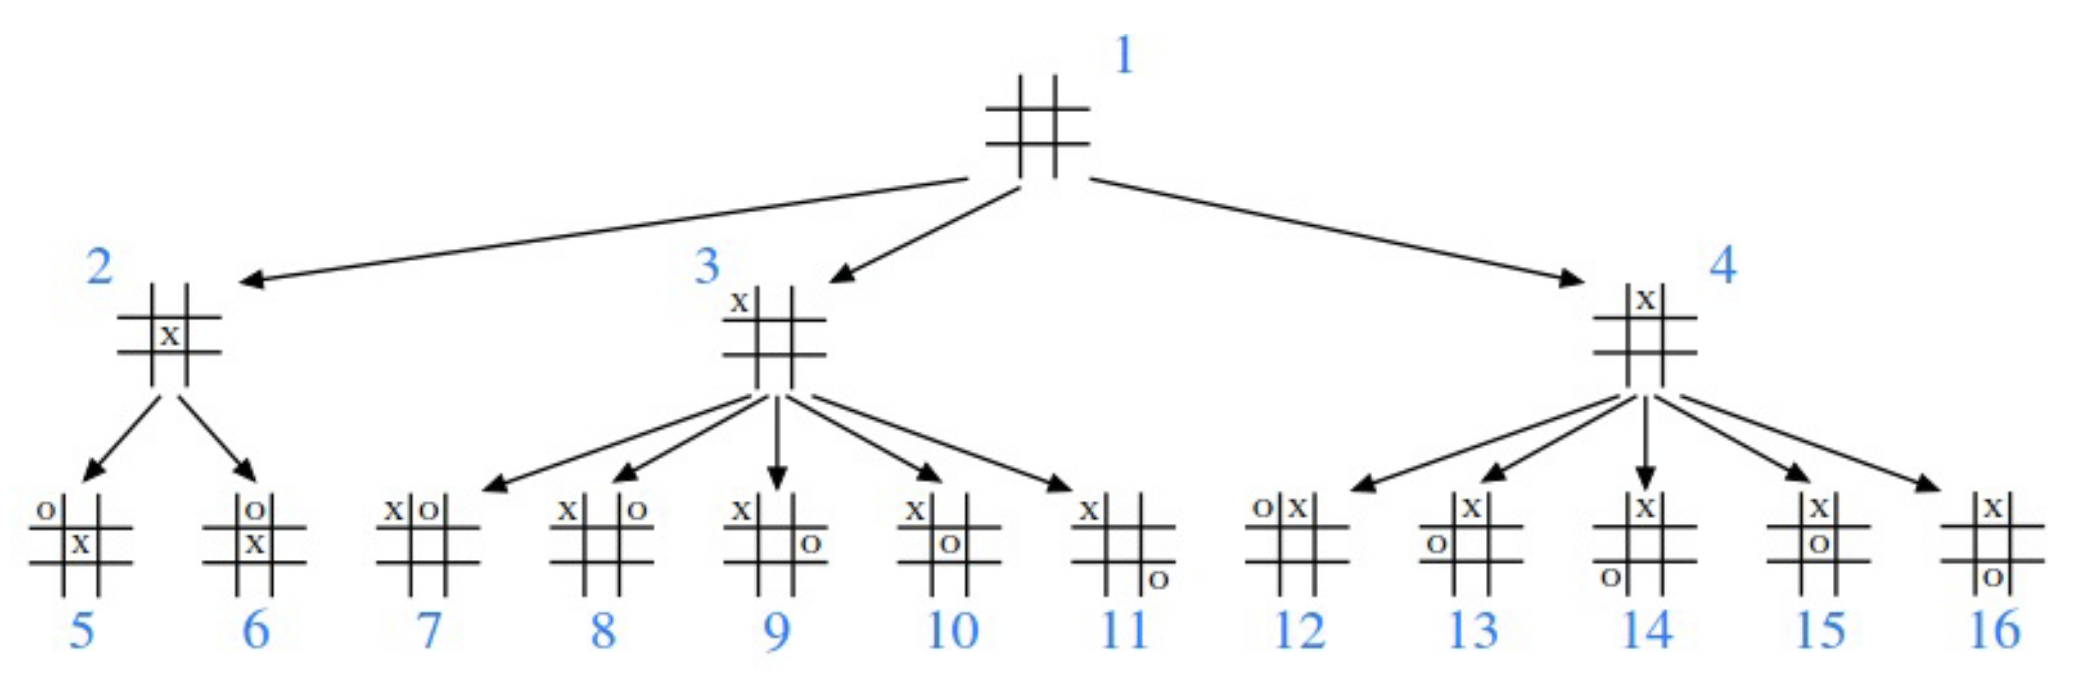 1
2 3 4
x x x
o o x o x o x x o x x x x x
x x o o o o o
o o o
5 6 7 8 9 10 11 12 13 14 15 16